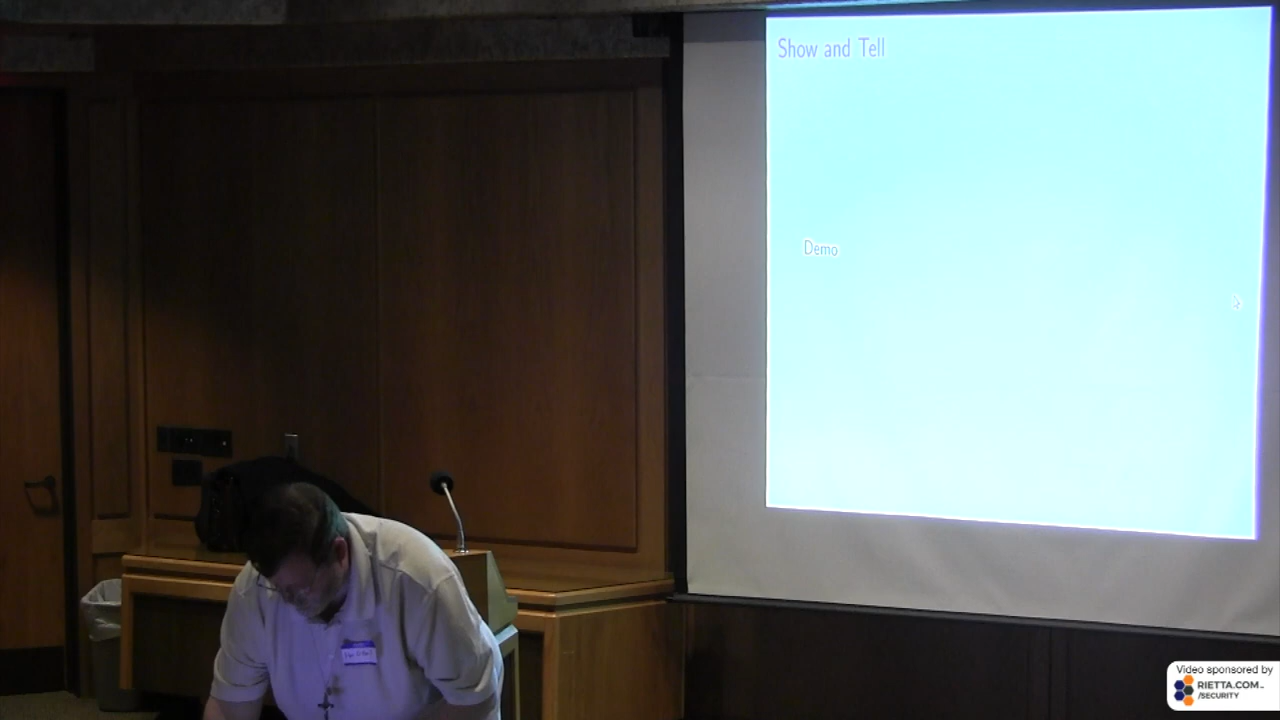 Show and Tell
Demo
Video sponsored by
RIETTA.COM
/SECURITY